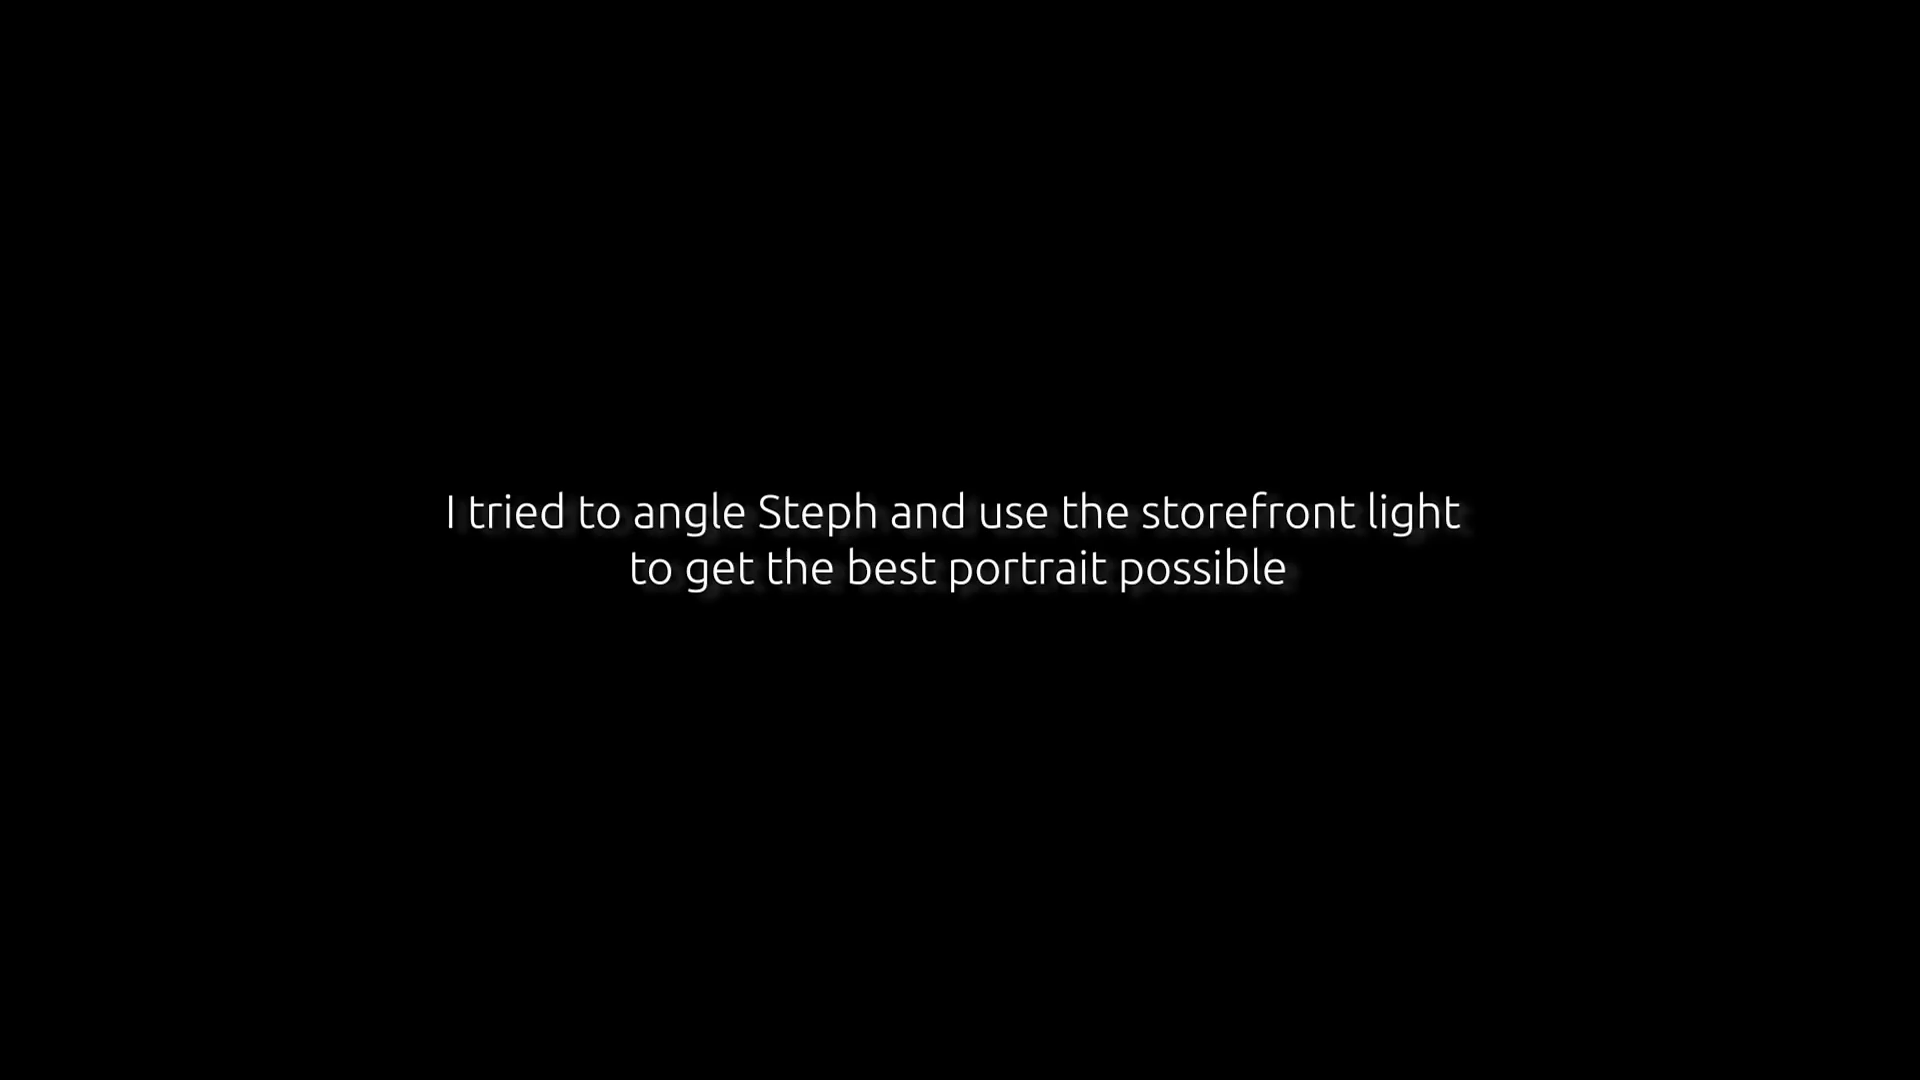 I tried to angle Steph and use the storefront light
to get the best portrait possible